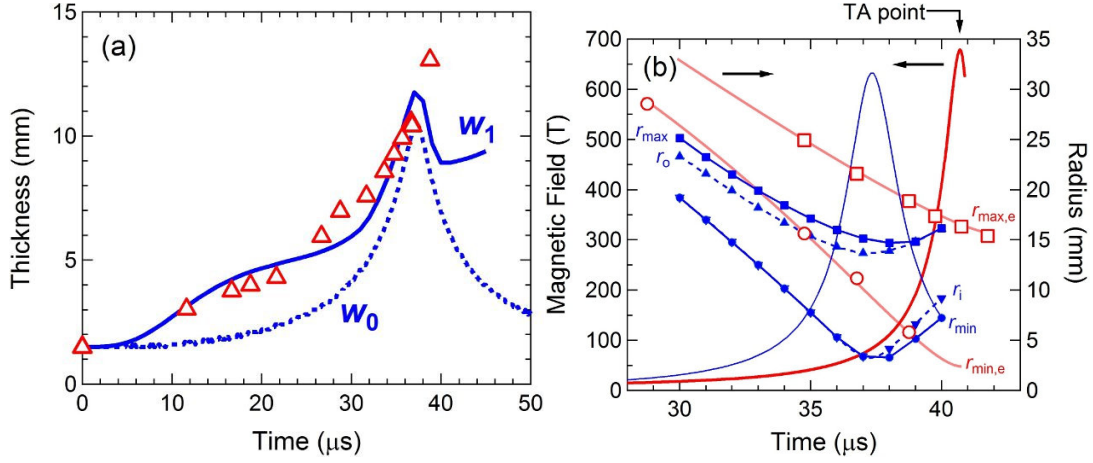 (a)
15
10
5
0
Thickness (mm)
w1
w0
0 10 20 30 40 50
Time (μs)
TA point
(b)
700
600
500
400
300
200
100
0
Magnetic Field (T)
35
30
25
20
15
10
5
0
Radius (mm)
rmax
ro
rmax,e
ri
rmin
rmin,e
30 35 40
Time (μs)